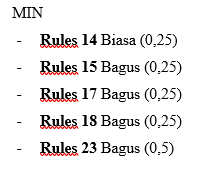 MIN
- Rules 14 Biasa (0,25)
- Rules 15 Bagus (0,25)
- Rules 17 Bagus (0,25)
- Rules 18 Bagus (0,25)
- Rules 23 Bagus (0,5)